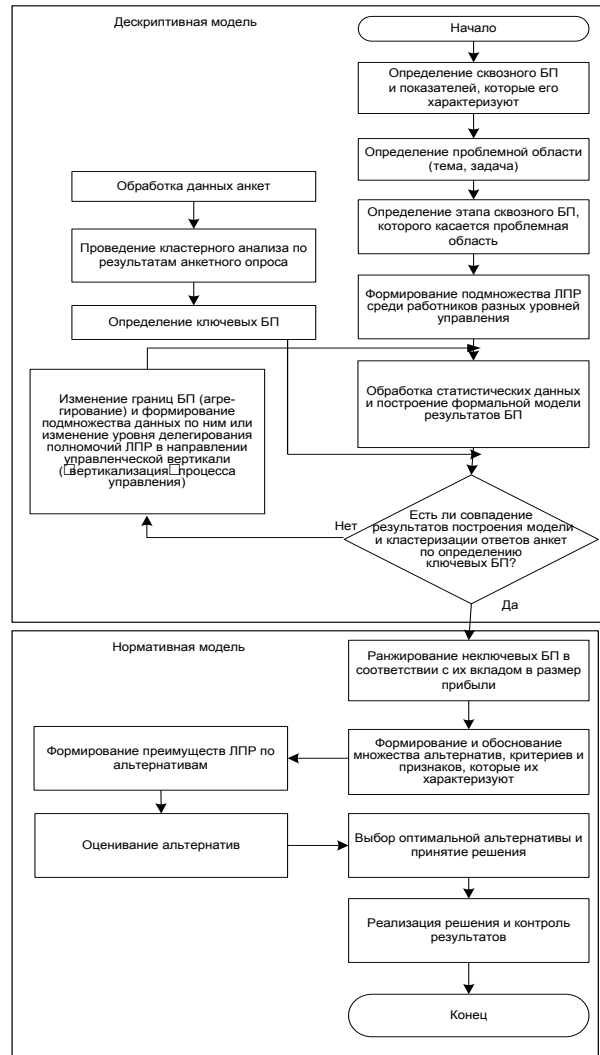 Дескриптивная модель
Начало
Определение сквозного БП
и показателей, которые его
характеризуют
Определение проблемной области
(тема, задача)
Обработка данных анкет
Определение этапа сквозного БП,
которого касается проблемная
область
Проведение кластерного анализа по
результатам анкетного опроса
Формирование подмножества ЛПР
среди работников разных уровней
управления
Определение ключевых БП
Изменение границ БП (агре-
гирование) и формирование
подмножества данных по ним или
изменение уровня делегирования
полномочий ЛПР в направлении
управленческой вертикали
(□вертикализация□процесса
управления)
Обработка статистических данных
и построение формальной модели
результатов БП
Есть ли совпадение
результатов построения модели
и кластеризации ответов анкет
по определению
ключевых БП?
Нет
Да
Нормативная модель
Ранжирование неключевых БП в
соответствии с их вкладом в размер
прибыли
Формирование и обоснование
множества альтернатив, критериев и
признаков, которые их
характеризуют
Формирование преимуществ ЛПР по
альтернативам
Оценивание альтернатив
Выбор оптимальной альтернативы и
принятие решения
Реализация решения и контроль
результатов
Конец